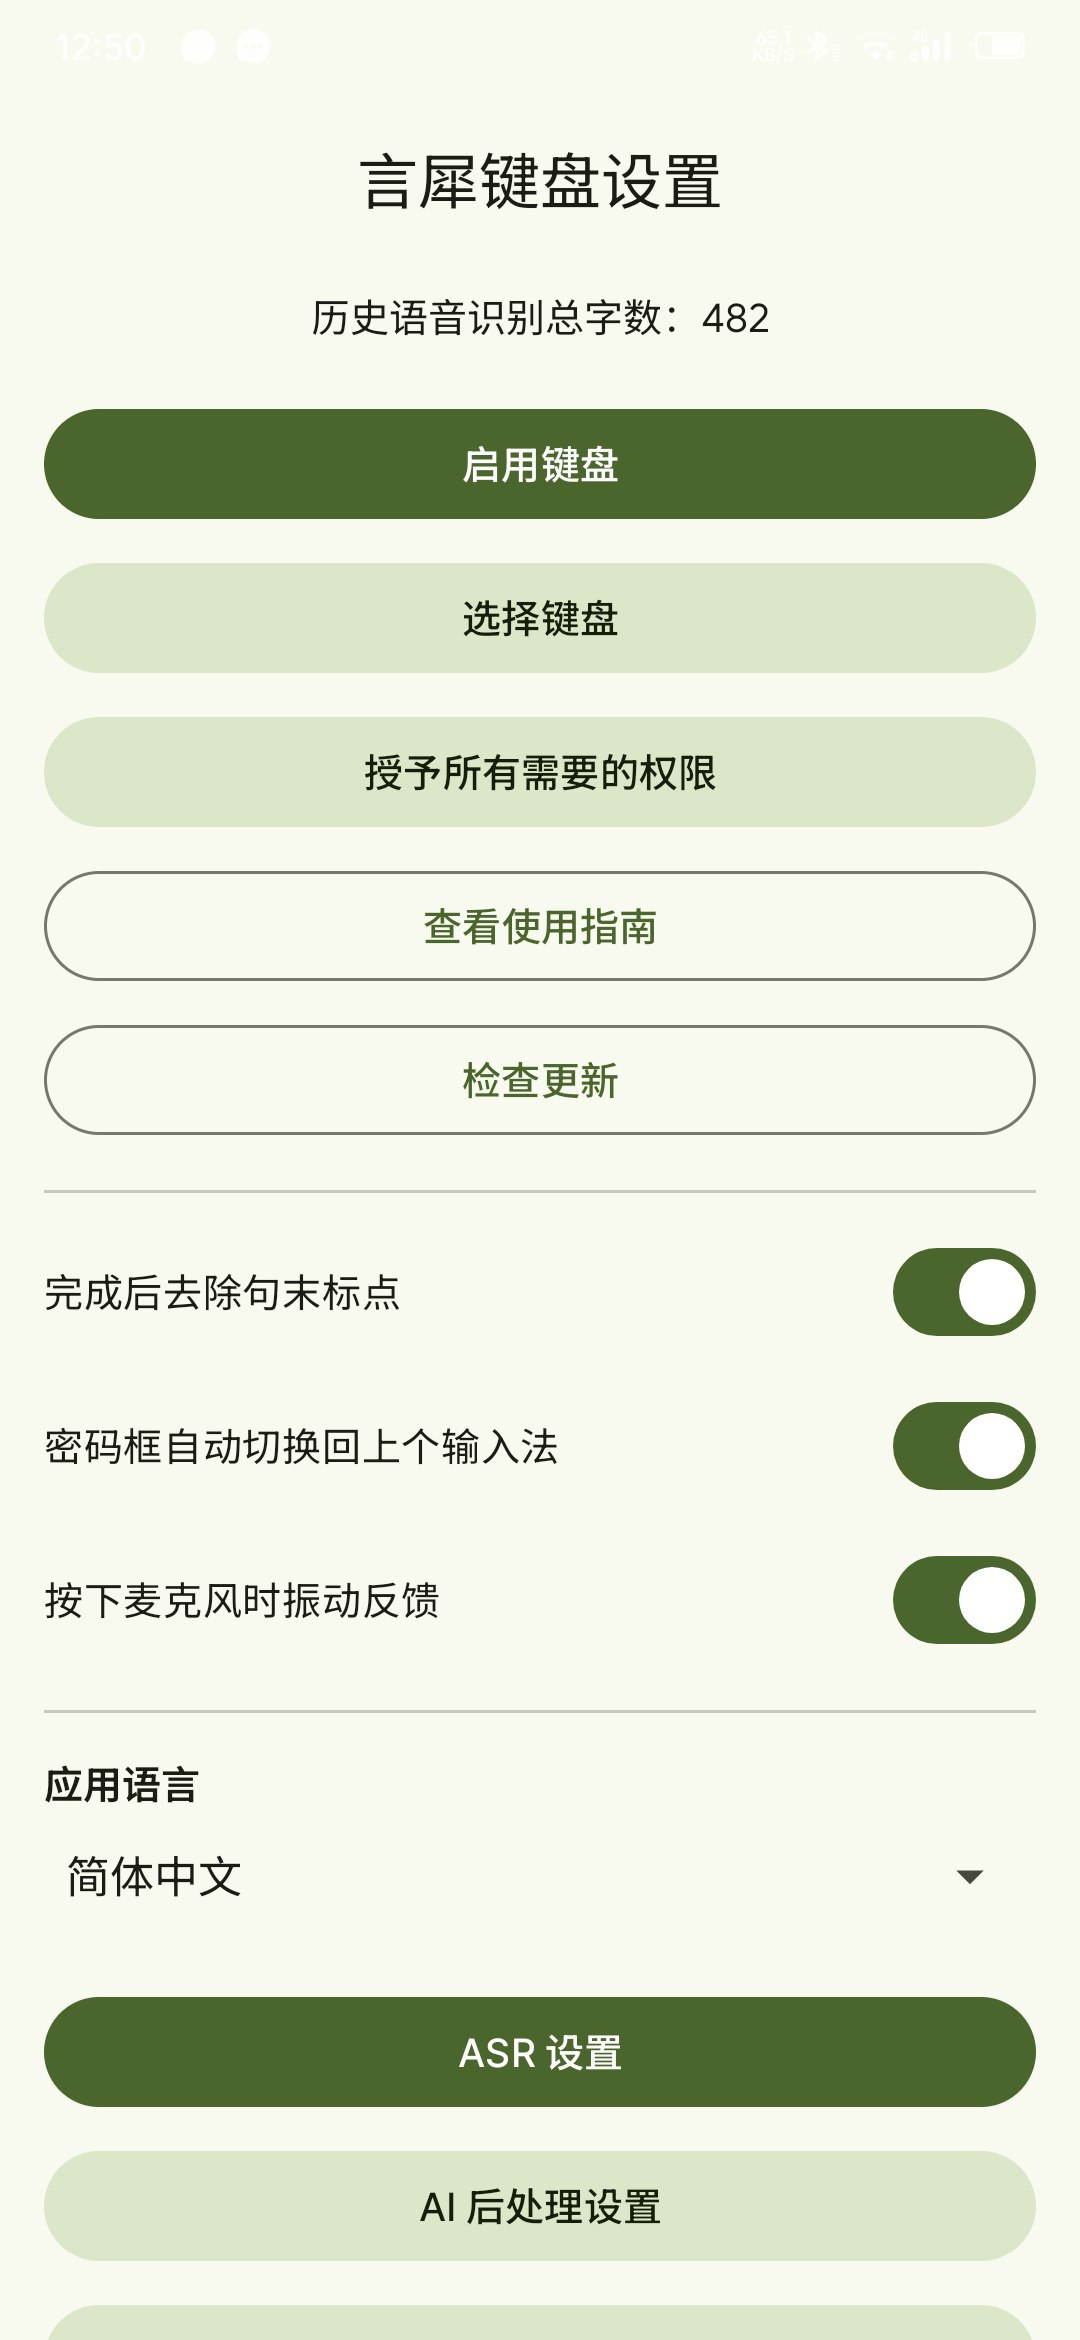 12:50
65.1
KB/S
4G
言犀键盘设置
历史语音识别总字数：482
启用键盘
选择键盘
授予所有需要的权限
查看使用指南
检查更新
完成后去除句末标点
密码框自动切换回上个输入法
按下麦克风时振动反馈
应用语言
简体中文
ASR 设置
AI 后处理设置